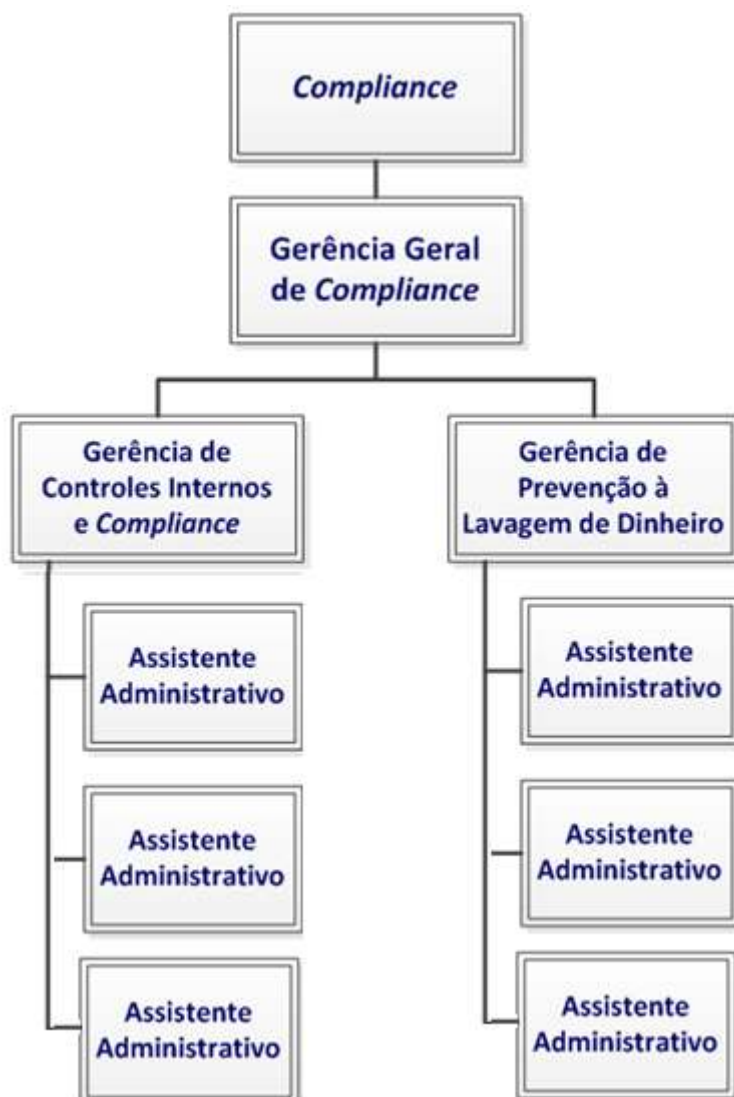 Compliance
Gerência Geral
de Compliance
Gerência de
Controles Internos
e Compliance
Assistente
Administrativo
Assistente
Administrativo
Assistente
Administrativo
Gerência de
Prevenção à
Lavagem de Dinheiro
Assistente
Administrativo
Assistente
Administrativo
Assistente
Administrativo